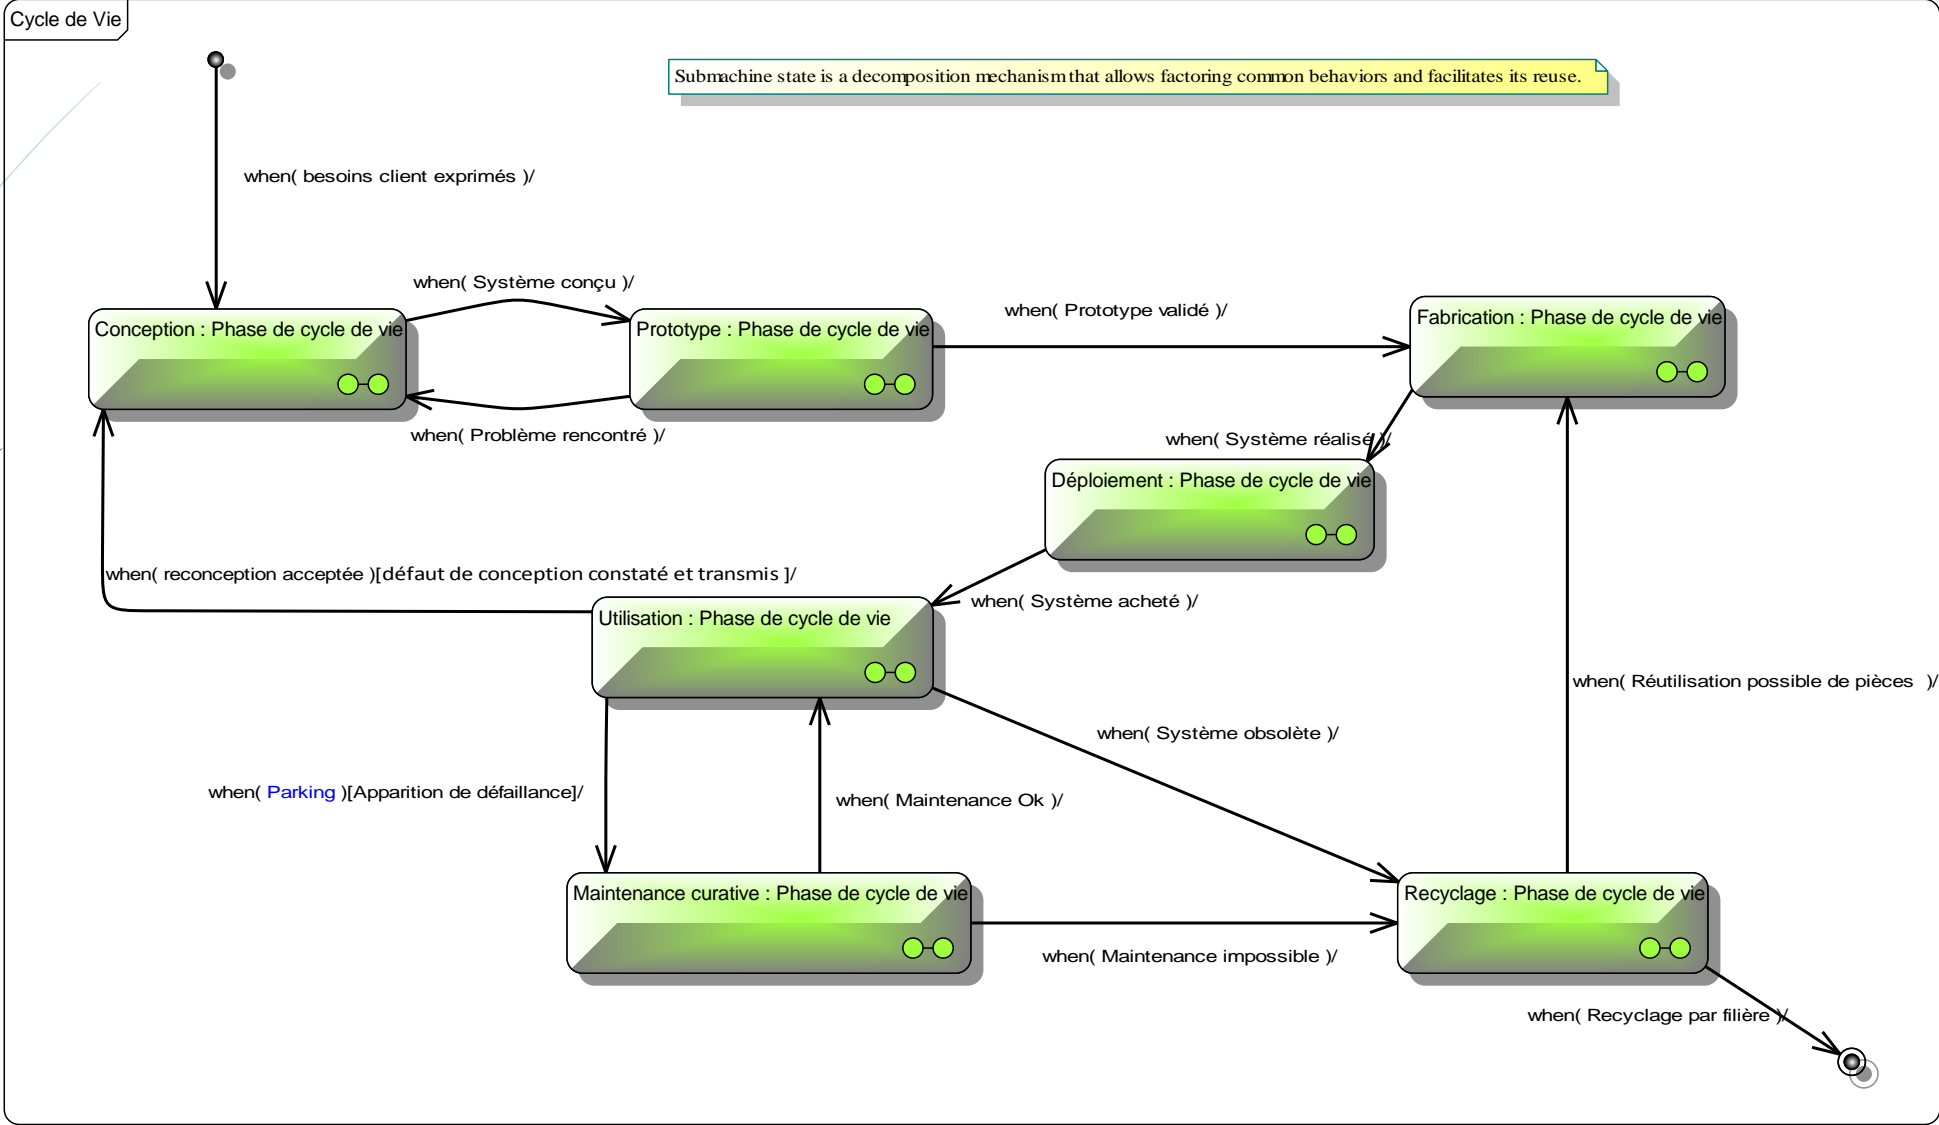 Cycle de Vie
Submachine state is a decomposition mechanism that allows factoring common behaviors and facilitates its reuse.
when( besoins client exprimés )/
when( Système conçu )/
when( Prototype validé )/
Conception : Phase de cycle de vie
Prototype : Phase de cycle de vie
Fabrication : Phase de cycle de vie
when( Problème rencontré )/
when( Système réalisé )/
Déploiement : Phase de cycle de vie
when( reconception acceptée )[défaut de conception constaté et transmis ]/
when( Système acheté )/
Utilisation : Phase de cycle de vie
when( Réutilisation possible de pièces  )/
when( Système obsolète )/
when( Parking )[Apparition de défaillance]/
when( Maintenance Ok )/
Maintenance curative : Phase de cycle de vie
Recyclage : Phase de cycle de vie
when( Maintenance impossible )/
when( Recyclage par filière )/